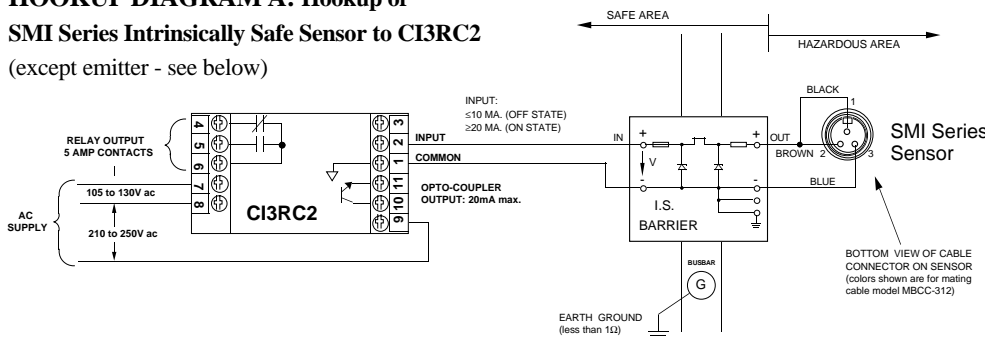 HOOKUP DIAGRAM A: Hookup of
SMI Series Intrinsically Safe Sensor to CI3RC2
(except emitter - see below)
SAFE AREA
HAZARDOUS AREA
RELAY OUTPUT
5 AMP CONTACTS
AC
SUPPLY
105 to 130V ac
210 to 250V ac
4
5
6
7
8
CI3RC2
3
2
1
11
10
9
INPUT:
≤10 MA. (OFF STATE)
≥20 MA. (ON STATE)
INPUT
COMMON
OPTO-COUPLER
OUTPUT: 20mA max.
IN
+
V
-
+
-
I.S.
BARRIER
OUT
BLACK
BROWN
BLUE
1
2
3
SMI Series
Sensor
BOTTOM VIEW OF CABLE
CONNECTOR ON SENSOR
(colors shown are for mating
cable model MBCC-312)
BUSBAR
G
EARTH GROUND
(less than 1Ω)